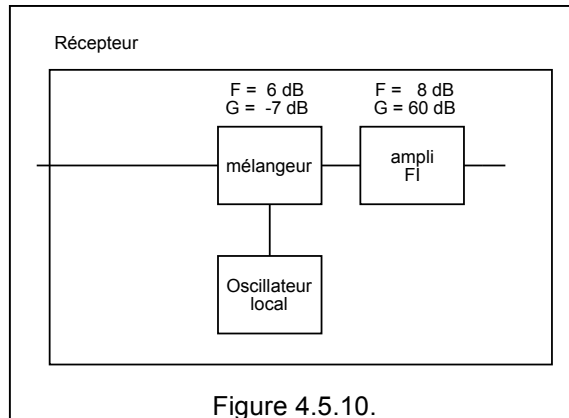 Récepteur
F = 6 dB
G = -7 dB
F = 8 dB
G = 60 dB
mélangeur
ampli
FI
Oscillateur
local
Figure 4.5.10.